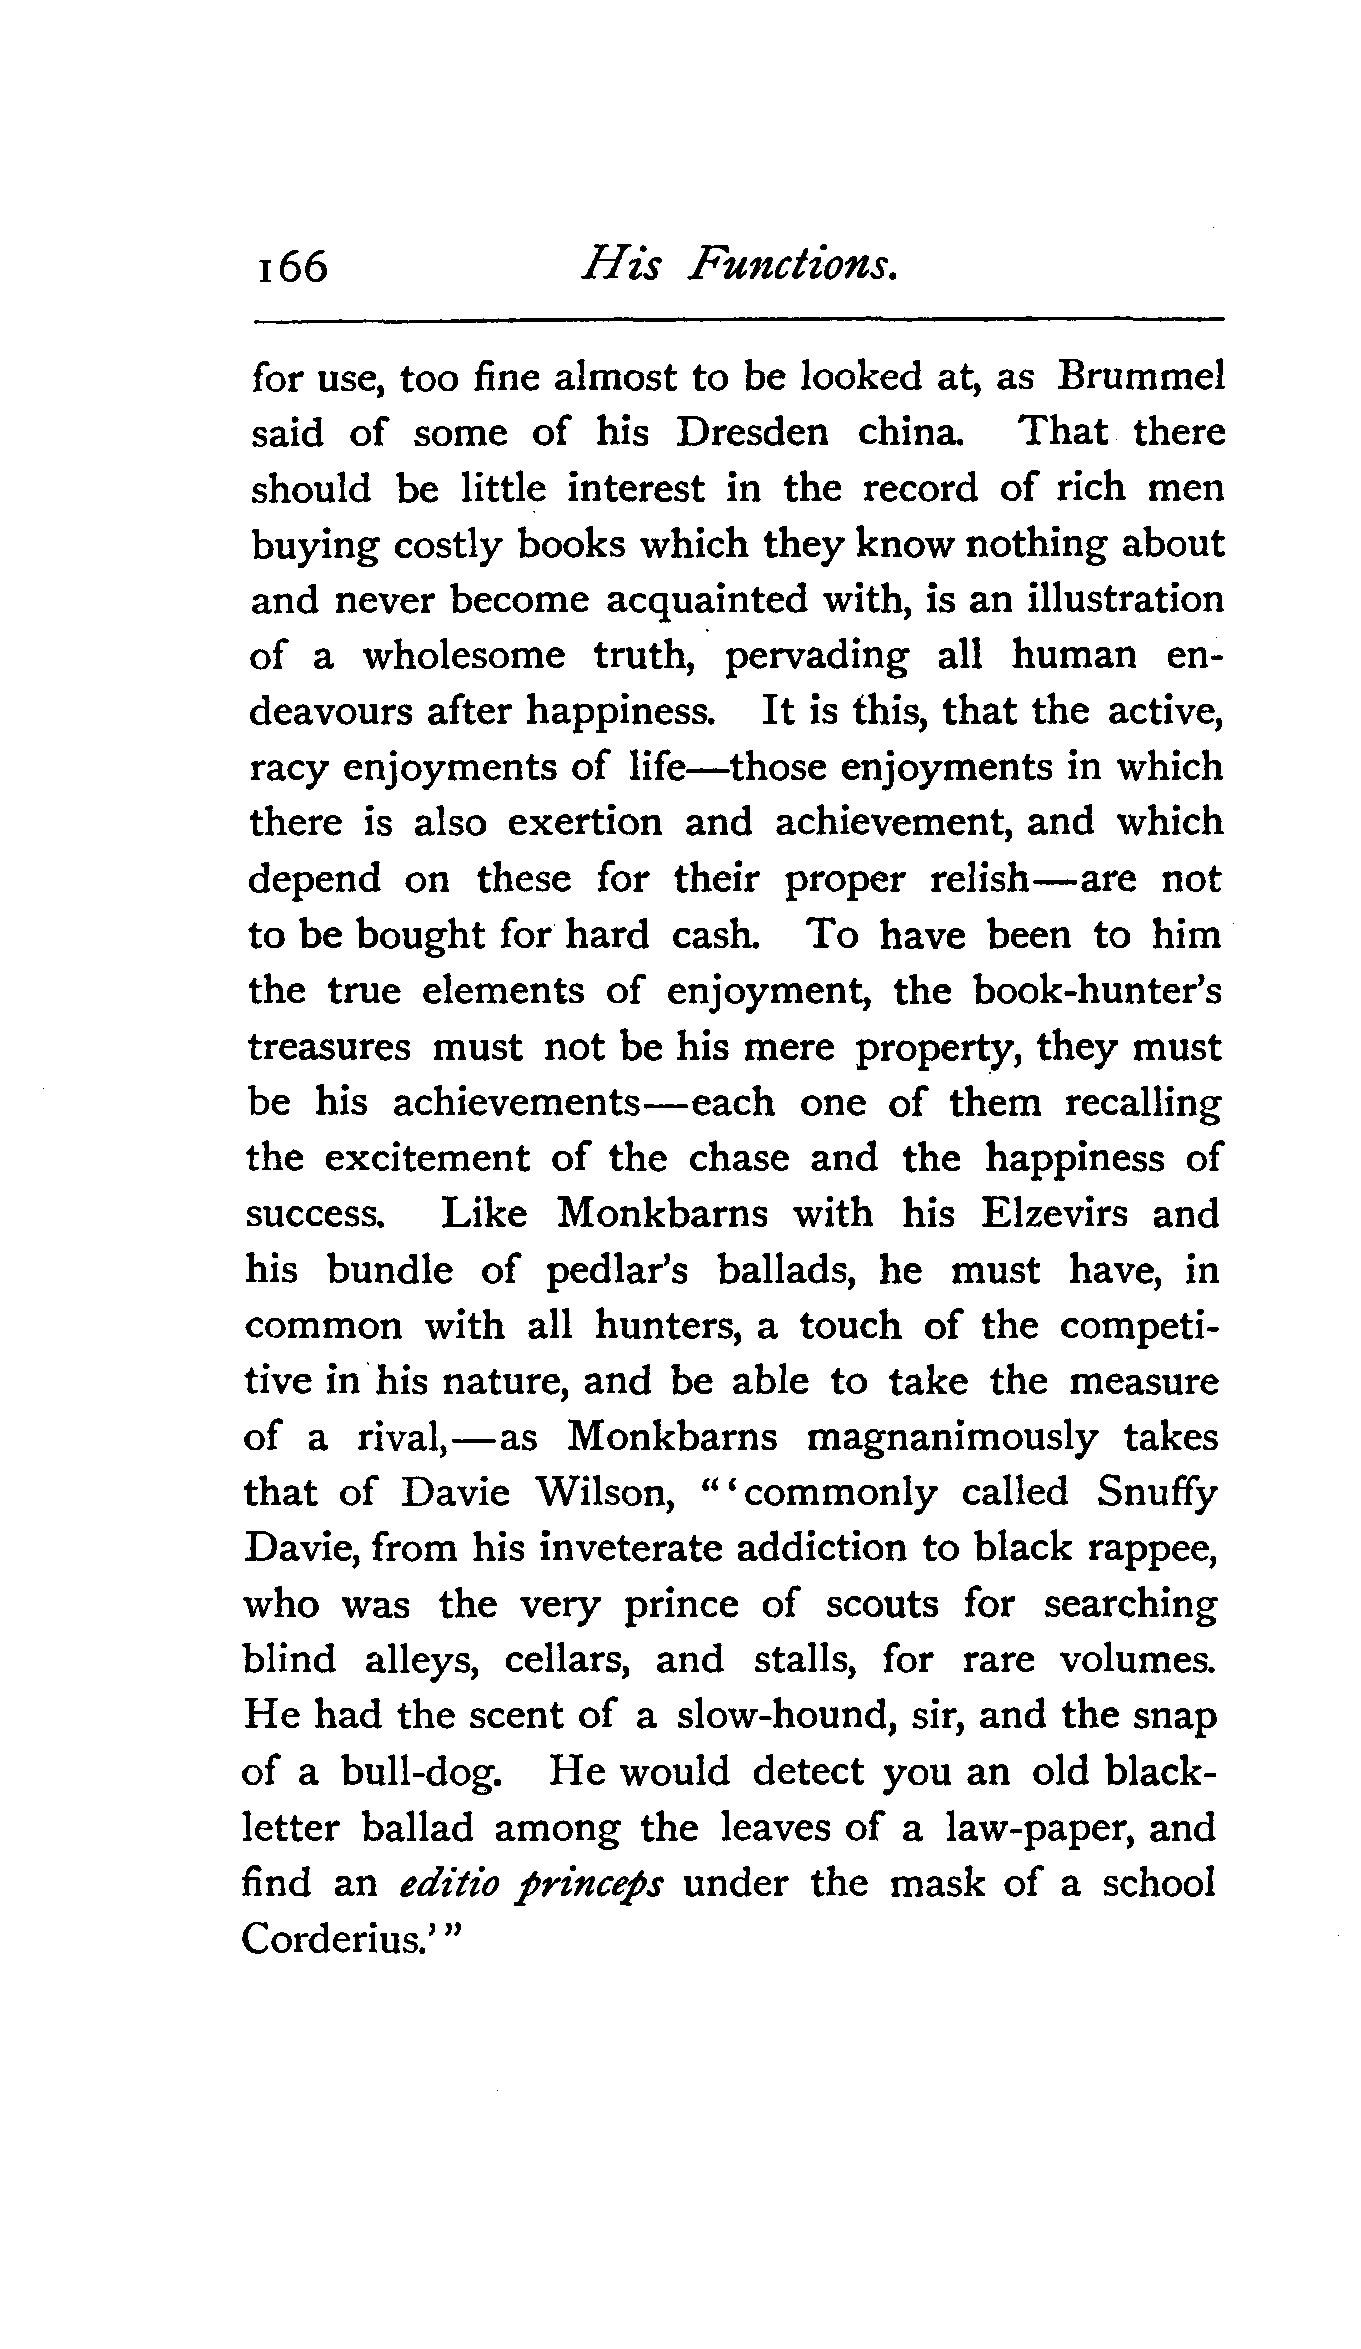 166 His Functions.
for use, too fine almost to be looked at, as Brummel
said of some of his Dresden china. That there
should be little interest in the record of rich men
buying costly books which they know nothing about
and never become acquainted with, is an illustration
of a wholesome truth, pervading all human en-
deavours after happiness. It is this, that the active,
racy enjoyments of life—those enjoyments in which
there is also exertion and achievement, and which
depend on these for their proper relish—are not
to be bought for hard cash. To have been to him
the true elements of enjoyment, the book-hunter's
treasures must not be his mere property, they must
be his achievements—each one of them recalling
the excitement of the chase and the happiness of
success. Like Monkbarns with his Elzevirs and
his bundle of pedlar's ballads, he must have, in
common with all hunters, a touch of the competi-
tive in his nature, and be able to take the measure
of a rival,—as Monkbarns magnanimously takes
that of Davie Wilson, “‘commonly called Snuffy
Davie, from his inveterate addiction to black rappee,
who was the very prince of scouts for searching
blind alleys, cellars, and stalls, for rare volumes.
He had the scent of a slow-hound, sir, and the snap
of a bull-dog. He would detect you an old black-
letter ballad among the leaves of a law-paper, and
find an editio princeps under the mask of a school
Corderius.’”